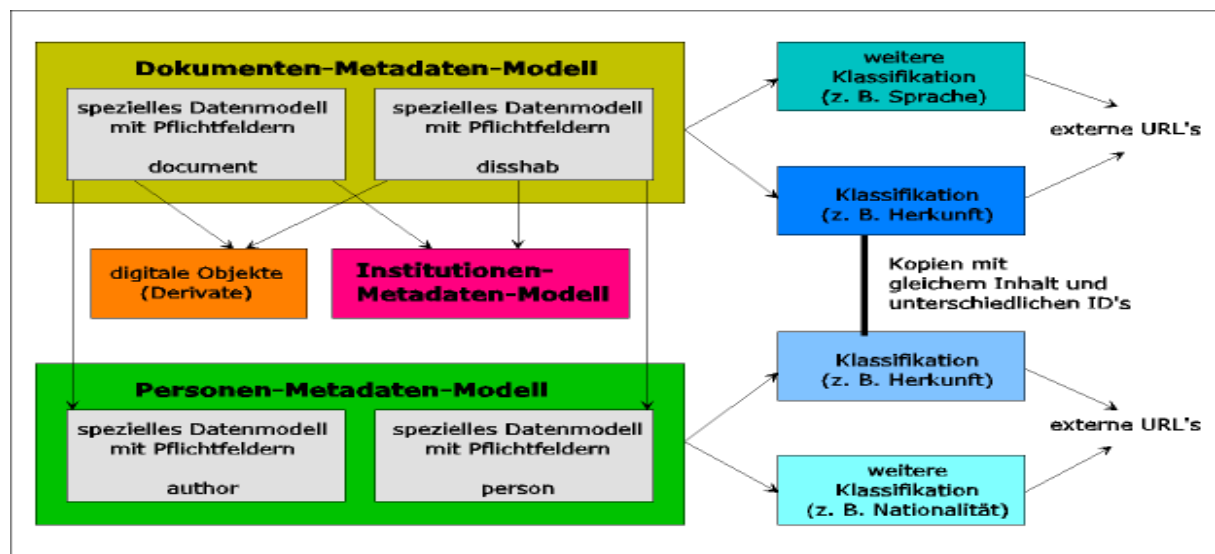 Dokumenten-Metadaten-Modell
spezielles Datenmodell
mit Pflichtfeldern
document
spezielles Datenmodell
mit Pflichtfeldern
disshab
weitere
Klassifikation
(z. B. Sprache)
externe URL's
Klassifikation
(z. B. Herkunft)
digitale Objekte
(Derivate)
Institutionen-
Metadaten-Modell
Kopien mit
gleichem Inhalt und
unterschiedlichen ID's
Personen-Metadaten-Modell
spezielles Datenmodell
mit Pflichtfeldern
author
spezielles Datenmodell
mit Pflichtfeldern
person
Klassifikation
(z. B. Herkunft)
externe URL's
weitere
Klassifikation
(z. B. Nationalität)